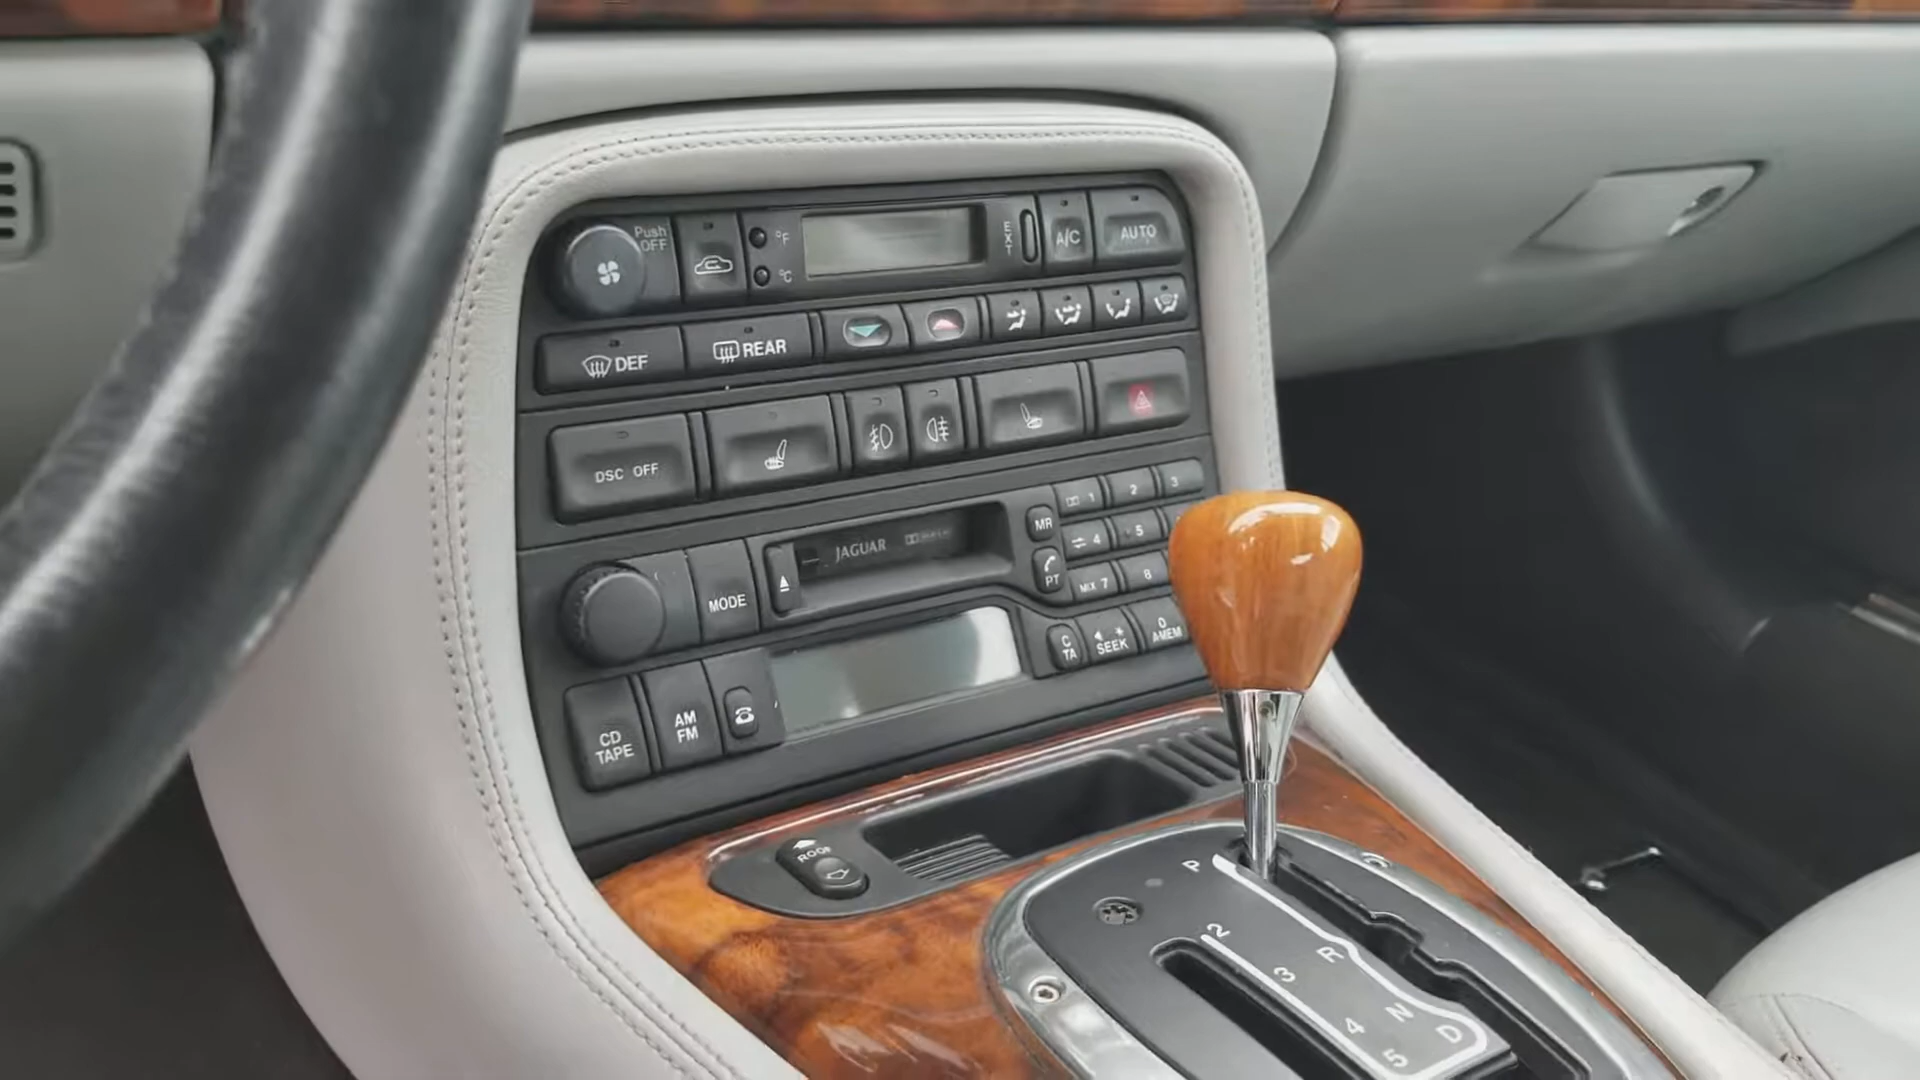 Push
OFF
°F
°C
EXT
A/C
AUTO
DEF
REAR
DSC OFF
JAGUAR
MR
1
2
3
4
5
PT
MIX 7
8
MODE
C
TA
SEEK
0
AMEM
CD
TAPE
AM
FM
ROOF
P
R
N
D
2
3
4
5